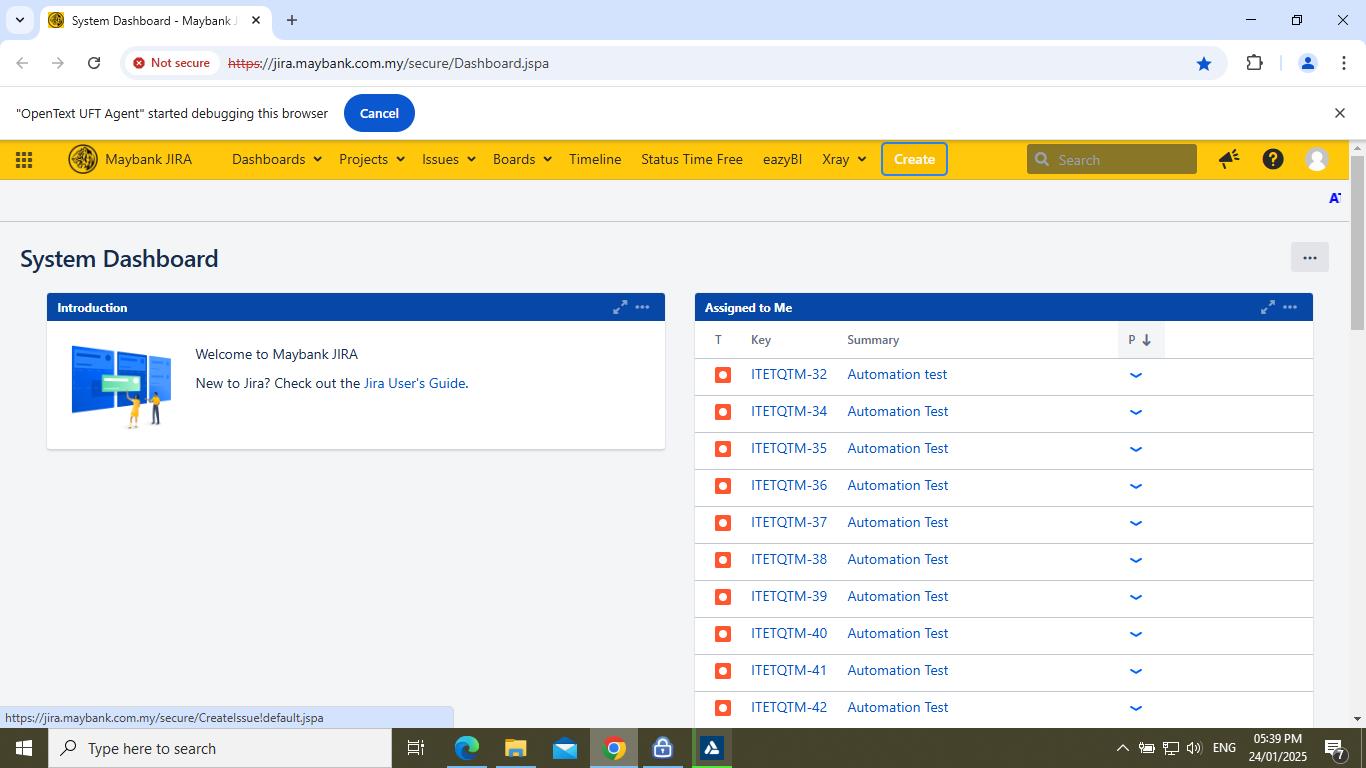 System Dashboard - Maybank J
Not secure https://jira.maybank.com.my/secure/Dashboard.jspa
"OpenText UFT Agent" started debugging this browser Cancel
Maybank JIRA Dashboards Projects Issues Boards Timeline Status Time Free eazyBI Xray Create Search
System Dashboard
Introduction
Welcome to Maybank JIRA
New to Jira? Check out the Jira User's Guide.
Assigned to Me
T Key Summary P
ITETQTM-32 Automation test
ITETQTM-34 Automation Test
ITETQTM-35 Automation Test
ITETQTM-36 Automation Test
ITETQTM-37 Automation Test
ITETQTM-38 Automation Test
ITETQTM-39 Automation Test
ITETQTM-40 Automation Test
ITETQTM-41 Automation Test
ITETQTM-42 Automation Test
https://jira.maybank.com.my/secure/CreateIssue!default.jspa
Type here to search
ENG
05:39 PM
24/01/2025
7